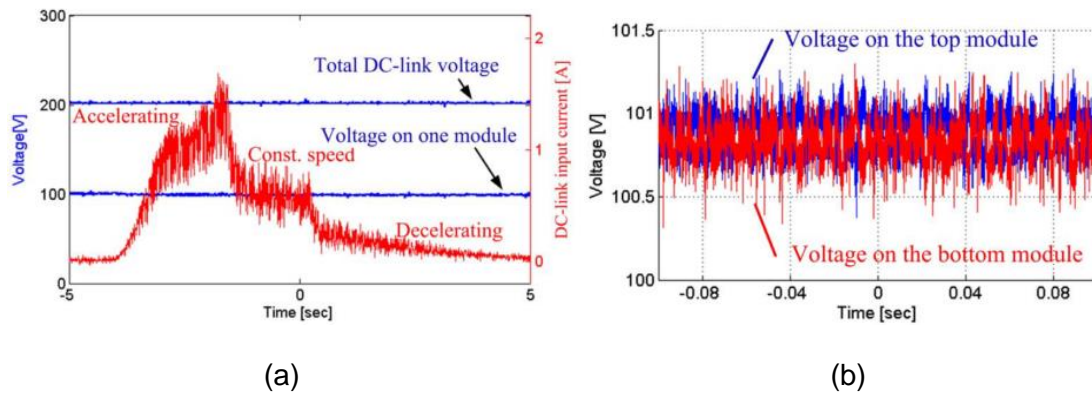 300
200
100
0
-5
0
5
2
1
0
Voltage[V]
Time [sec]
DC-link input current [A]
Total DC-link voltage
Accelerating
Voltage on one module
Const. speed
Decelerating
(a)
101.5
101
100.5
100
-0.08
-0.04
0
0.04
0.08
Voltage [V]
Time [sec]
Voltage on the top module
Voltage on the bottom module
(b)